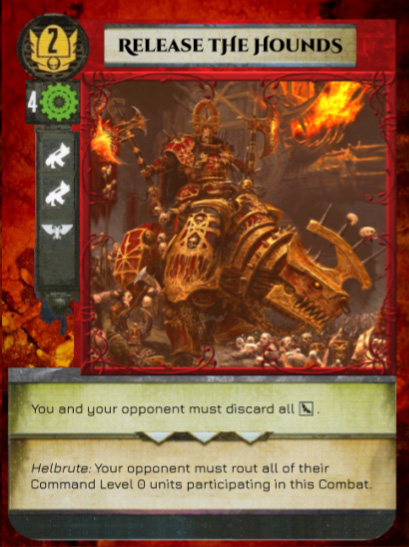 2
RELEASE THE HOUNDS
4
You and your opponent must discard all .
Helbrute: Your opponent must rout all of their
Command Level 0 units participating in this Combat.